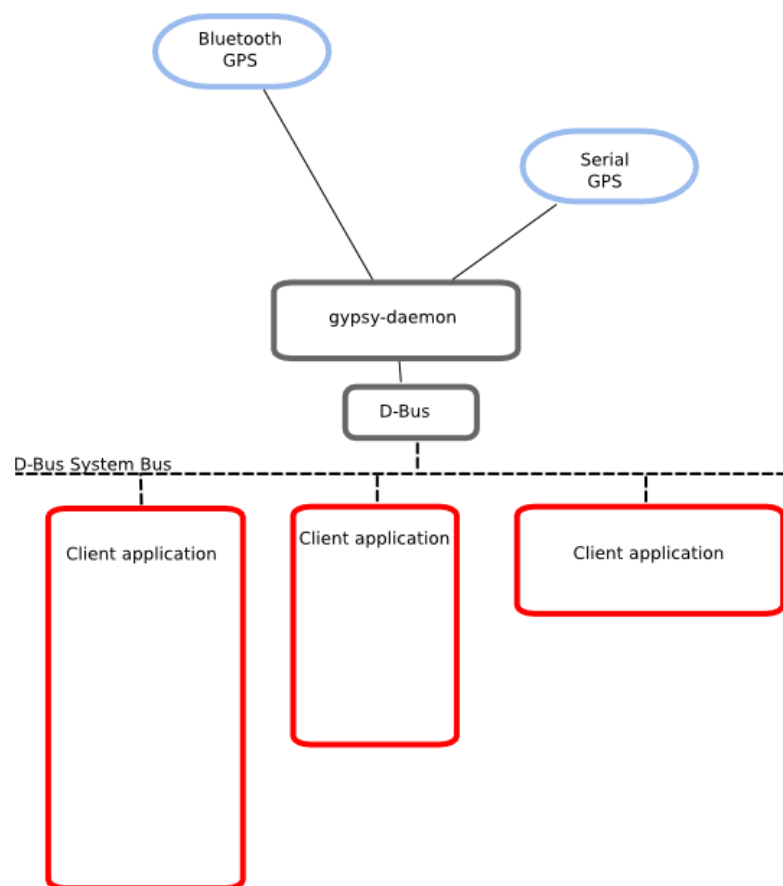 Bluetooth
GPS
Serial
GPS
gypsy-daemon
D-Bus
D-Bus System Bus
Client application
Client application
Client application